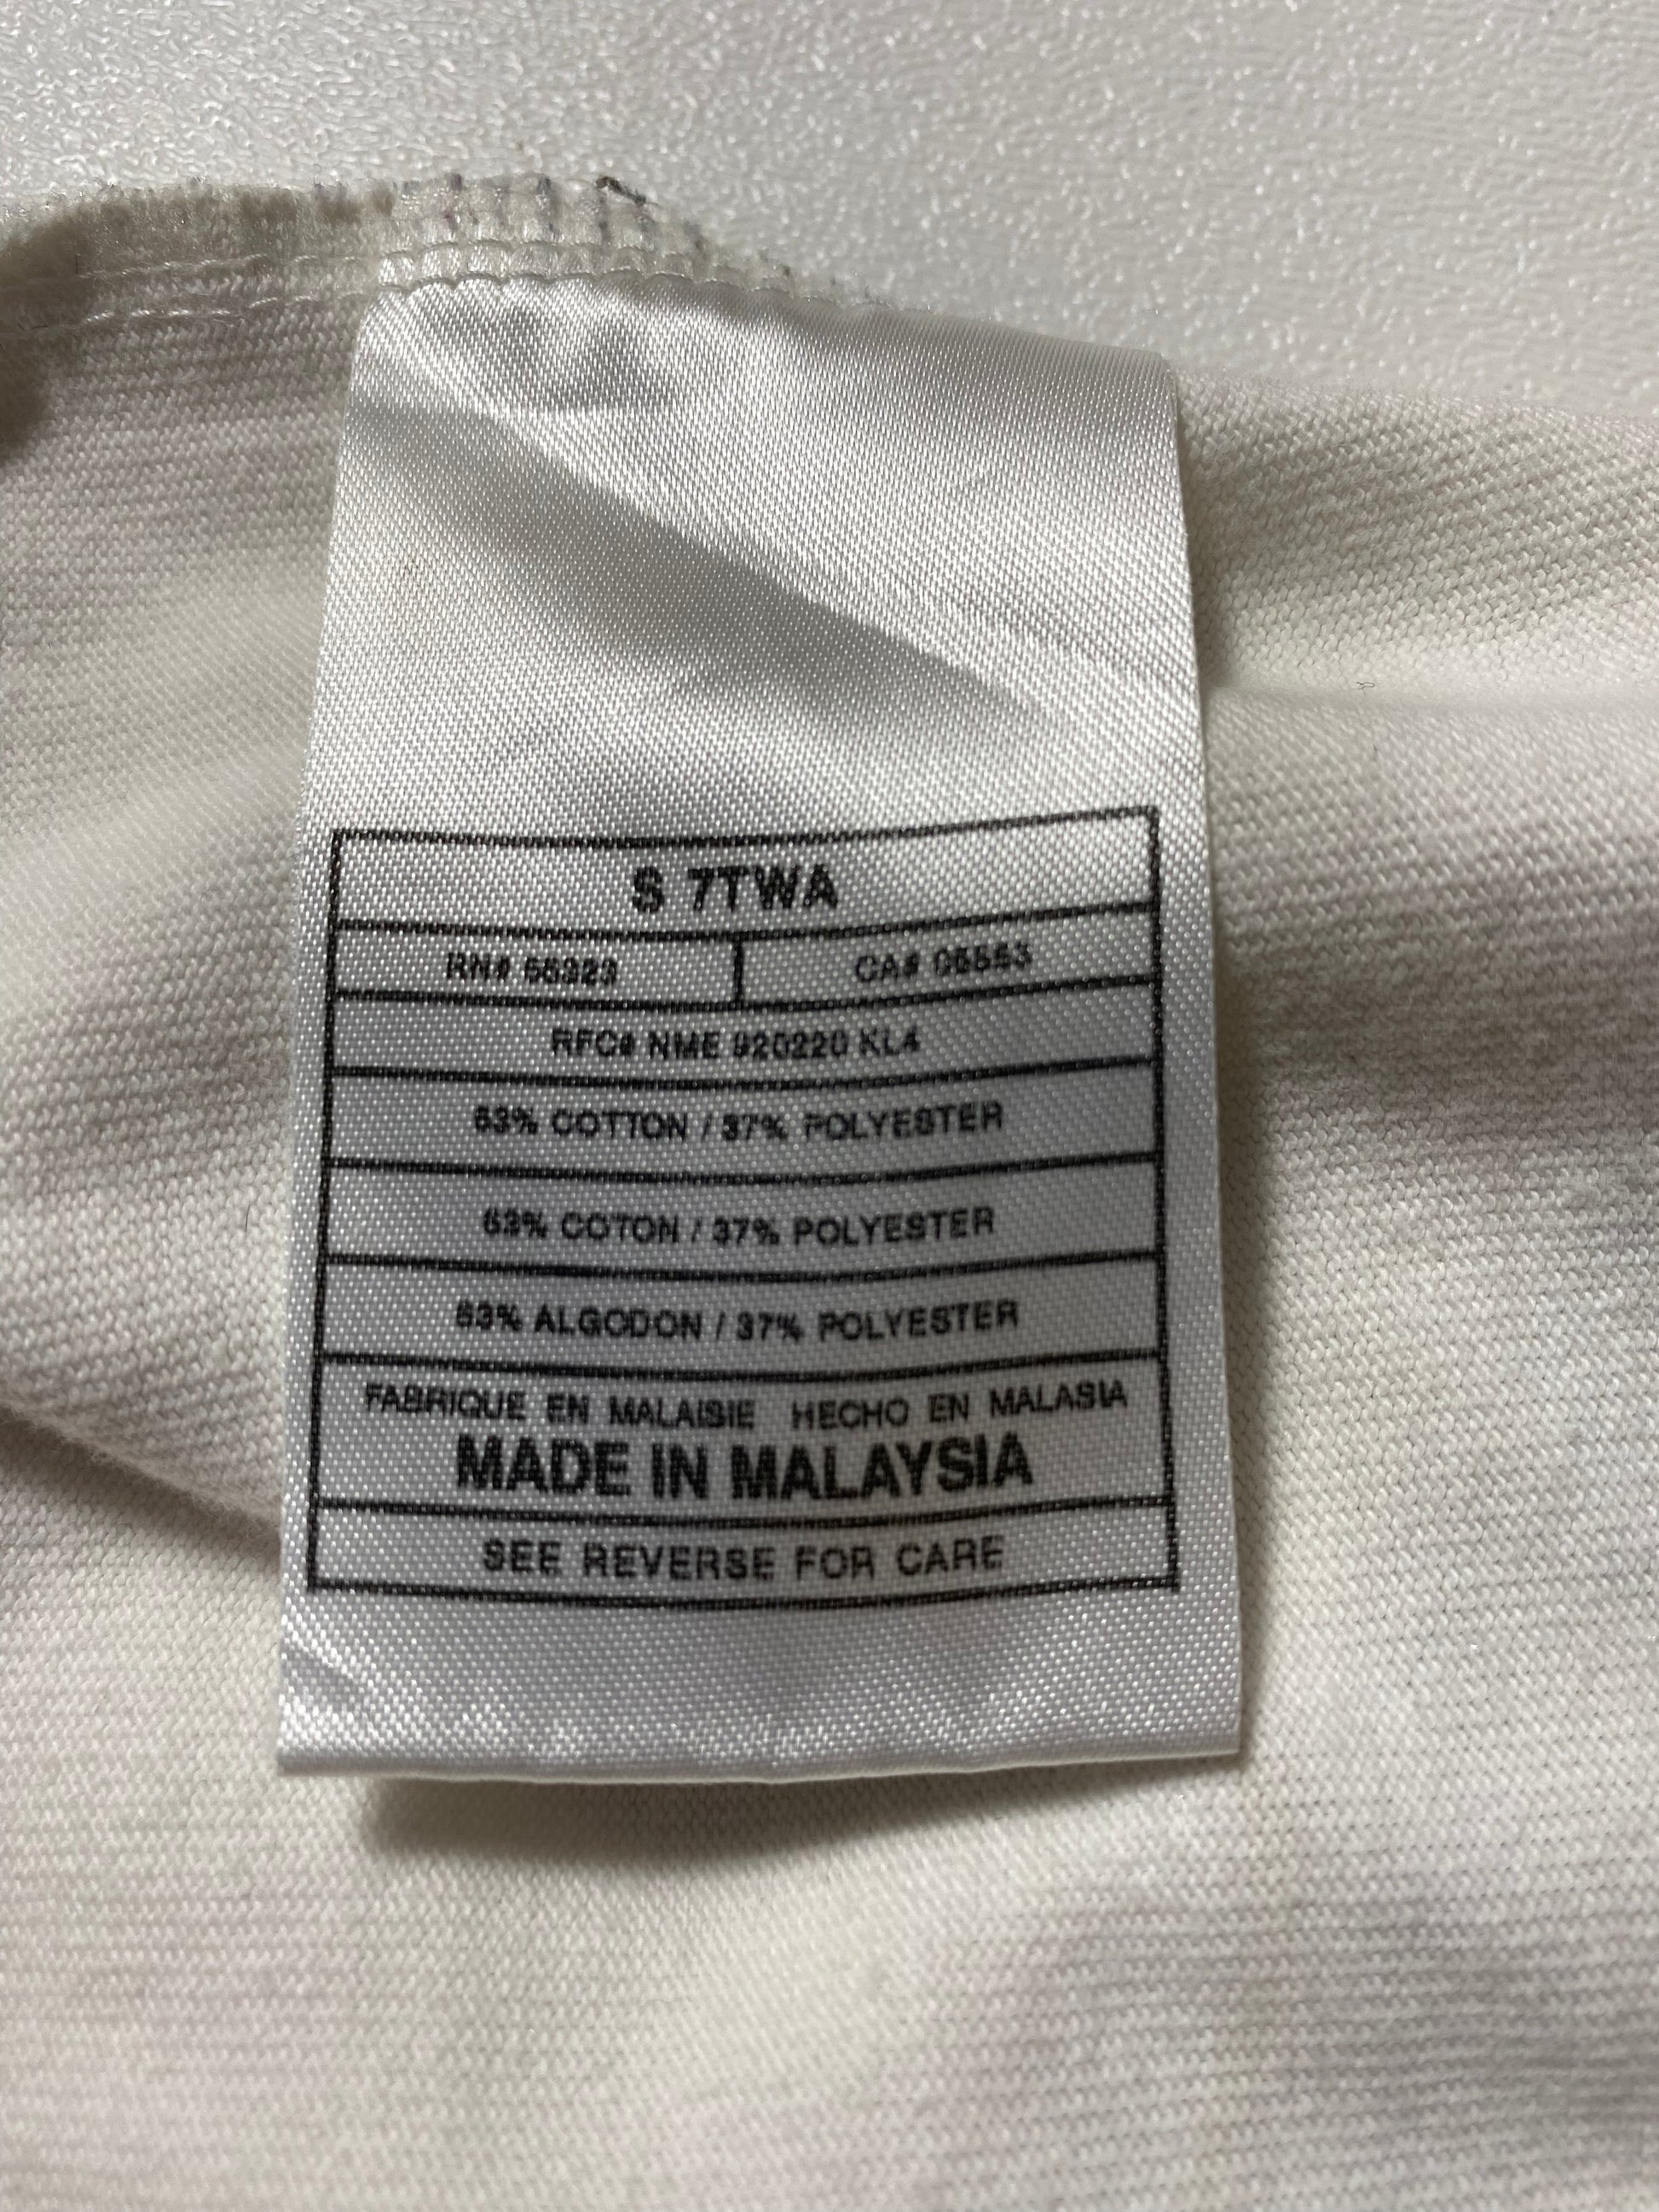 S 7TWA
RN# 56323 CA# 05553
RFC# NME 920220 KL4
63% COTTON / 37% POLYESTER
63% COTON / 37% POLYESTER
63% ALGODON / 37% POLYESTER
FABRIQUE EN MALAISIE HECHO EN MALASIA
MADE IN MALAYSIA
SEE REVERSE FOR CARE